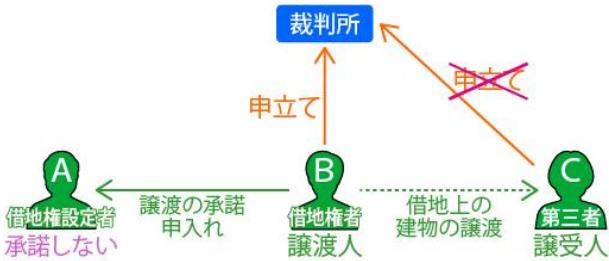 裁判所
申立て
申立て
A
B
C
借地権設定者
承諾しない
譲渡の承諾
申入れ
借地権者
譲渡人
借地上の
建物の譲渡
第三者
譲受人